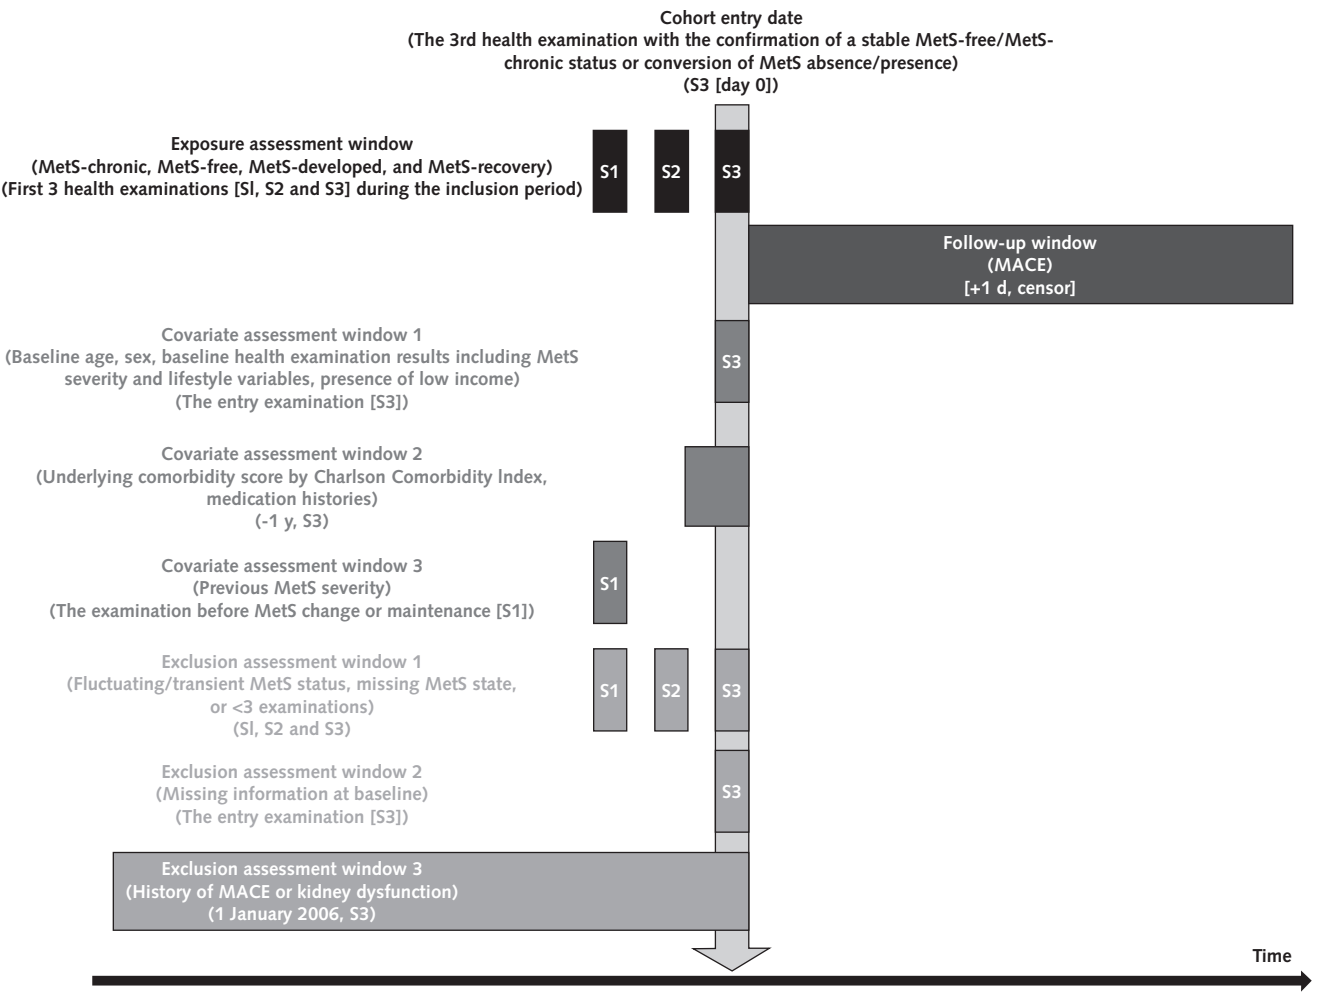 Cohort entry date
(The 3rd health examination with the confirmation of a stable MetS-free/MetS-
chronic status or conversion of MetS absence/presence)
(S3 [day 0])
Exposure assessment window
(MetS-chronic, MetS-free, MetS-developed, and MetS-recovery)
(First 3 health examinations [Sl, S2 and S3] during the inclusion period)
S1 S2 S3
Follow-up window
(MACE)
[+1 d, censor]
Covariate assessment window 1
(Baseline age, sex, baseline health examination results including MetS
severity and lifestyle variables, presence of low income)
(The entry examination [S3])
S3
Covariate assessment window 2
(Underlying comorbidity score by Charlson Comorbidity lndex,
medication histories)
(-1 y, S3)
Covariate assessment window 3
(Previous MetS severity)
(The examination before MetS change or maintenance [S1])
S1
Exclusion assessment window 1
(Fluctuating/transient MetS status, missing MetS state,
or <3 examinations)
(Sl, S2 and S3)
S1 S2 S3
Exclusion assessment window 2
(Missing information at baseline)
(The entry examination [S3])
S3
Exclusion assessment window 3
(History of MACE or kidney dysfunction)
(1 January 2006, S3)
Time